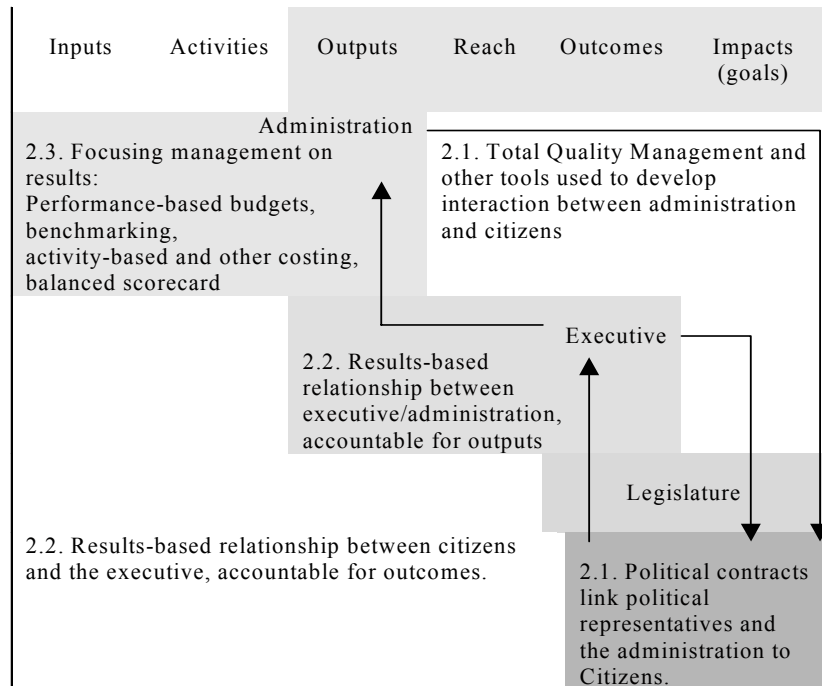 Inputs Activities Outputs Reach Outcomes Impacts
(goals)
Administration
2.3. Focusing management on
results:
Performance-based budgets,
benchmarking,
activity-based and other costing,
balanced scorecard
2.1. Total Quality Management and
other tools used to develop
interaction between administration
and citizens
Executive
2.2. Results-based
relationship between
executive/administration,
accountable for outputs
Legislature
2.2. Results-based relationship between citizens
and the executive, accountable for outcomes.
2.1. Political contracts
link political
representatives and
the administration to
Citizens.